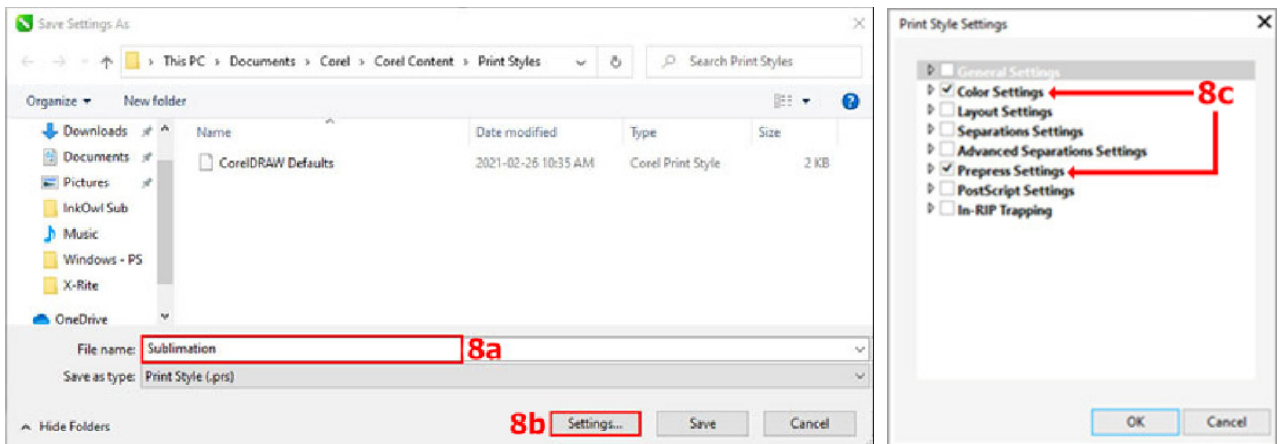 Save Settings As
This PC > Documents > Corel > Corel Content > Print Styles
Search Print Styles
Organize
New folder
Downloads
Documents
Pictures
InkOwl Sub
Music
Windows - PS
X-Rite
OneDrive
Name
Date modified
Type
Size
CorelDRAW Defaults
2021-02-26 10:35 AM
Corel Print Style
2 KB
File name: Sublimation
8a
Save as type: Print Style (.prs)
Hide Folders
8b
Settings...
Save
Cancel
Print Style Settings
General Settings
Color Settings
8c
Layout Settings
Separations Settings
Advanced Separations Settings
Prepress Settings
PostScript Settings
In-RIP Trapping
OK
Cancel